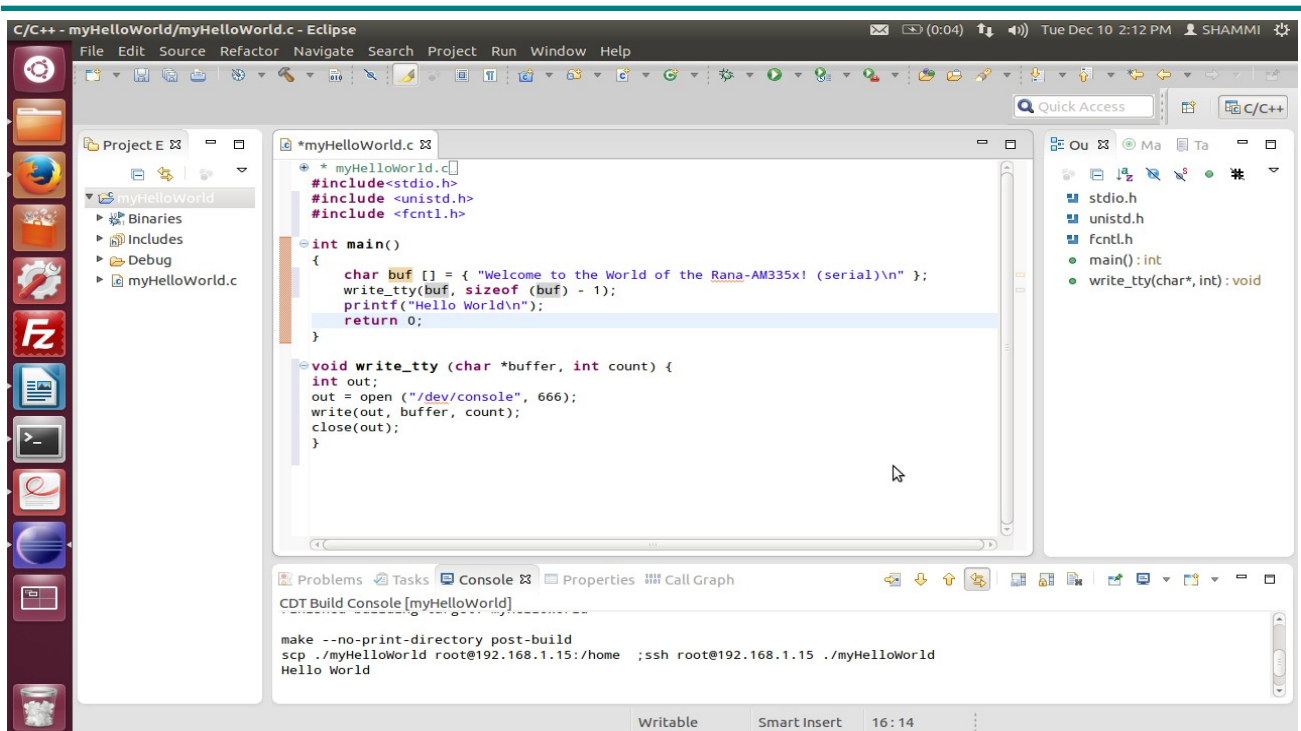 C/C++ - myHelloWorld/myHelloWorld.c - Eclipse (0:04) Tue Dec 10 2:12 PM SHAMMI
File Edit Source Refactor Navigate Search Project Run Window Help
Quick Access C/C++
Project E
myHelloWorld
Binaries
Includes
Debug
myHelloWorld.c
*myHelloWorld.c
* myHelloWorld.c
#include<stdio.h>
#include <unistd.h>
#include <fcntl.h>
int main()
{
char buf [] = { "Welcome to the World of the Rana-AM335x! (serial)\n" };
write_tty(buf, sizeof (buf) - 1);
printf("Hello World\n");
return 0;
}
void write_tty (char *buffer, int count) {
int out;
out = open ("/dev/console", 666);
write(out, buffer, count);
close(out);
}
Ou Ma Ta
stdio.h
unistd.h
fcntl.h
main() : int
write_tty(char*, int) : void
Problems Tasks Console Properties Call Graph
CDT Build Console [myHelloWorld]
make --no-print-directory post-build
scp ./myHelloWorld root@192.168.1.15:/home ;ssh root@192.168.1.15 ./myHelloWorld
Hello World
Writable Smart Insert 16 : 14